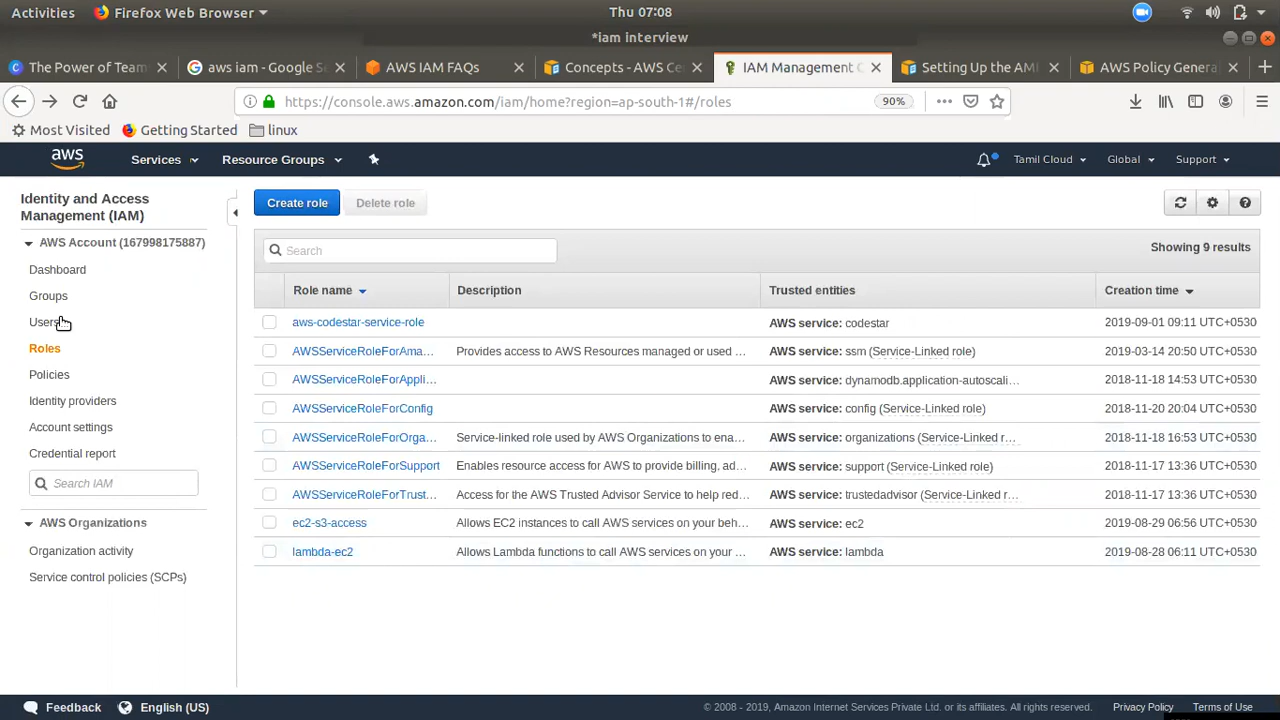 Activities Firefox Web Browser Thu 07:08
*iam interview
The Power of Team
aws iam - Google S
AWS IAM FAQs
Concepts - AWS Ce
IAM Management C
Setting Up the AM
AWS Policy Genera
https://console.aws.amazon.com/iam/home?region=ap-south-1#/roles 90%
Most Visited Getting Started linux
aws Services Resource Groups Tamil Cloud Global Support
Identity and Access
Management (IAM)
AWS Account (167998175887)
Dashboard
Groups
Users
Roles
Policies
Identity providers
Account settings
Credential report
Search IAM
AWS Organizations
Organization activity
Service control policies (SCPs)
Create role Delete role
Search Showing 9 results
Role name Description Trusted entities Creation time
aws-codestar-service-role AWS service: codestar 2019-09-01 09:11 UTC+0530
AWSServiceRoleForAma... Provides access to AWS Resources managed or used ... AWS service: ssm (Service-Linked role) 2019-03-14 20:50 UTC+0530
AWSServiceRoleForAppli... AWS service: dynamodb.application-autoscali... 2018-11-18 14:53 UTC+0530
AWSServiceRoleForConfig AWS service: config (Service-Linked role) 2018-11-20 20:04 UTC+0530
AWSServiceRoleForOrga... Service-linked role used by AWS Organizations to ena... AWS service: organizations (Service-Linked r... 2018-11-18 16:53 UTC+0530
AWSServiceRoleForSupport Enables resource access for AWS to provide billing, ad... AWS service: support (Service-Linked role) 2018-11-17 13:36 UTC+0530
AWSServiceRoleForTrust... Access for the AWS Trusted Advisor Service to help red... AWS service: trustedadvisor (Service-Linked r... 2018-11-17 13:36 UTC+0530
ec2-s3-access Allows EC2 instances to call AWS services on your beh... AWS service: ec2 2019-08-29 06:56 UTC+0530
lambda-ec2 Allows Lambda functions to call AWS services on your ... AWS service: lambda 2019-08-28 06:11 UTC+0530
Feedback English (US) © 2008 - 2019, Amazon Internet Services Private Ltd. or its affiliates. All rights reserved. Privacy Policy Terms of Use